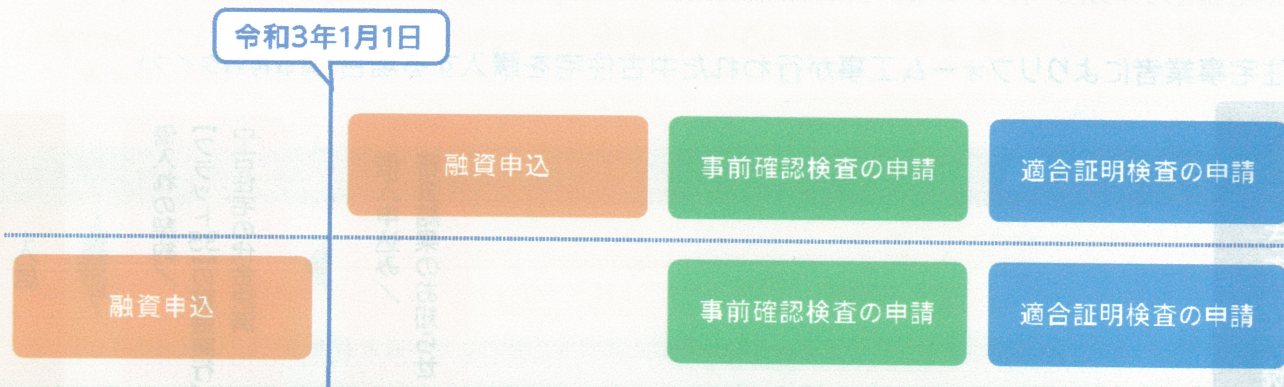 令和3年1月1日
融資申込
事前確認検査の申請
適合証明検査の申請
融資申込
事前確認検査の申請
適合証明検査の申請